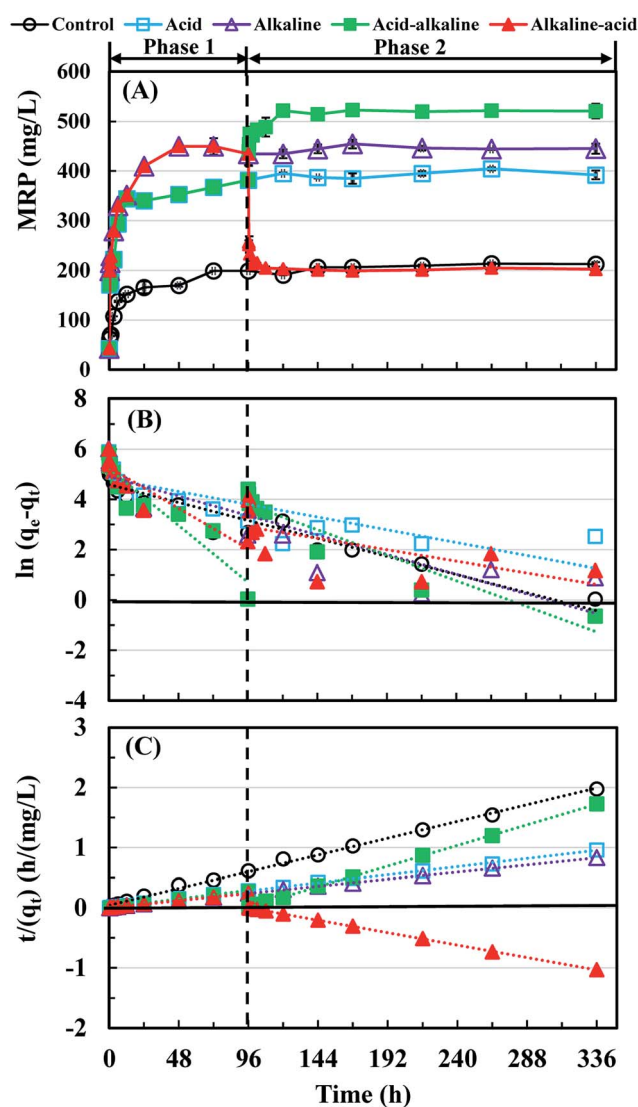 Control Acid Alkaline Acid-alkaline Alkaline-acid
Phase 1 Phase 2
(A)
MRP (mg/L)
600
500
400
300
200
100
0
(B)
ln (qe-qt)
8
6
4
2
0
-2
-4
(C)
t/(qt) (h/(mg/L)
3
2
1
0
-1
-2
0 48 96 144 192 240 288 336
Time (h)